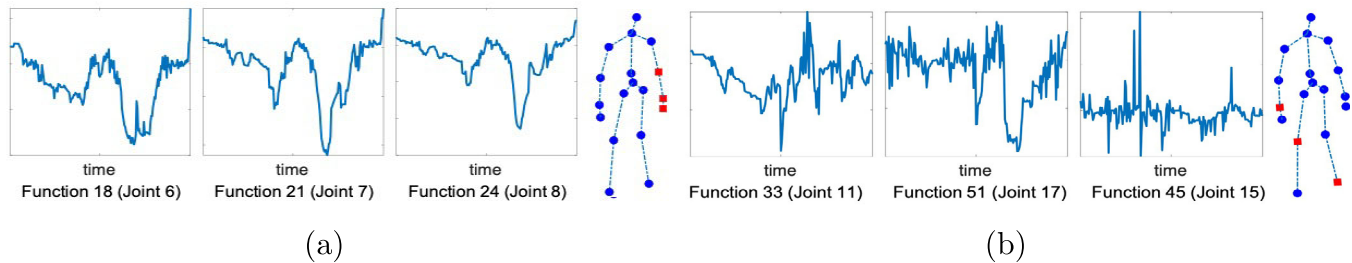 time time time time time time
Function 18 (Joint 6) Function 21 (Joint 7) Function 24 (Joint 8) Function 33 (Joint 11) Function 51 (Joint 17) Function 45 (Joint 15)
(a) (b)